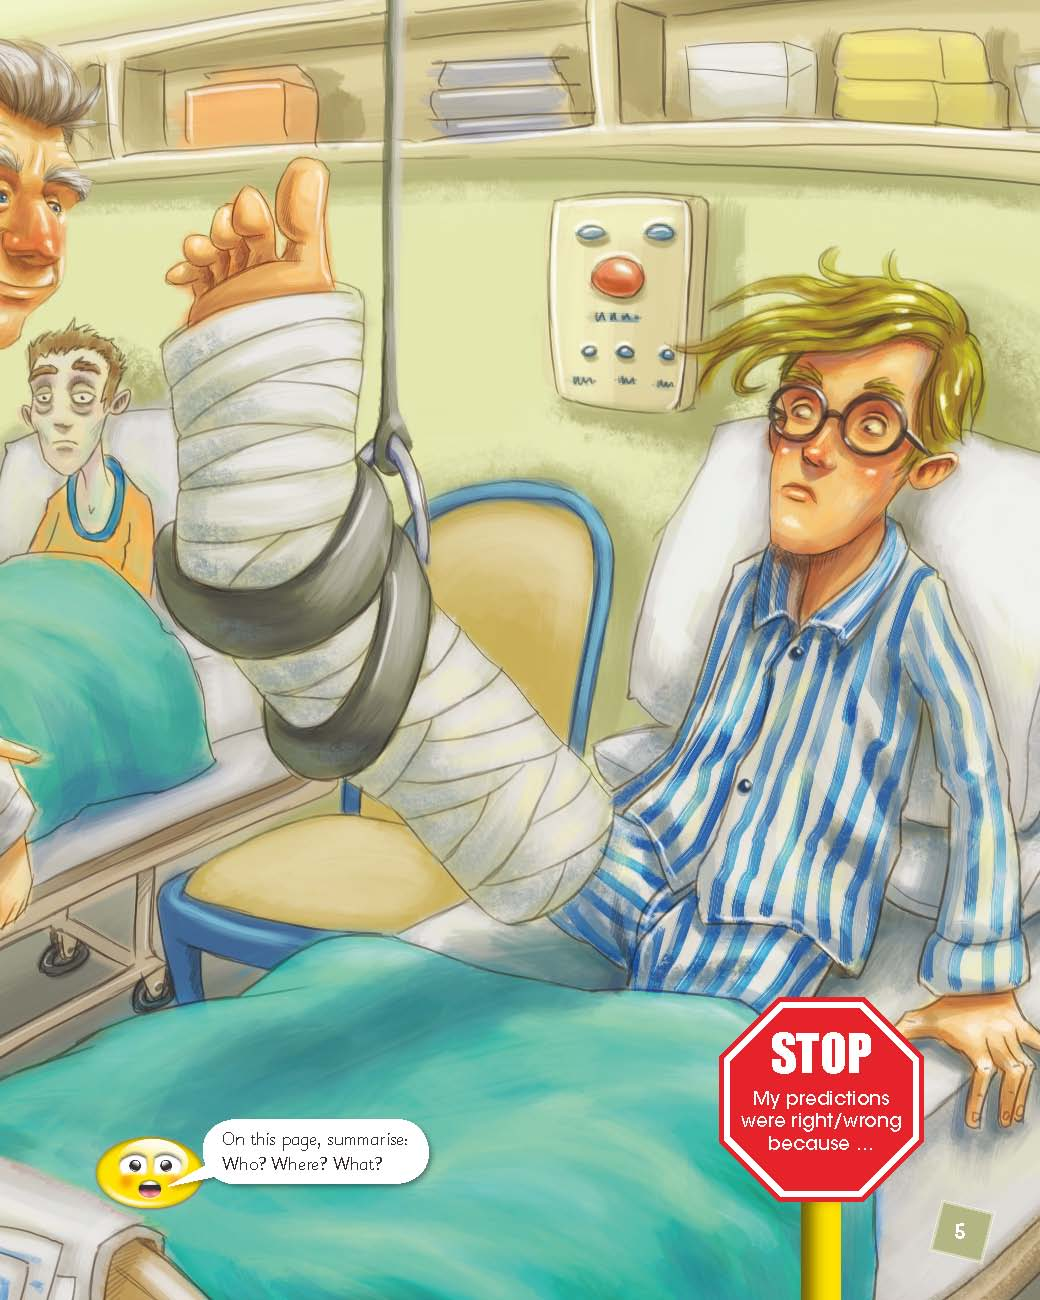 On this page, summarise:
Who? Where? What?
STOP
My predictions
were right/wrong
because ...
5